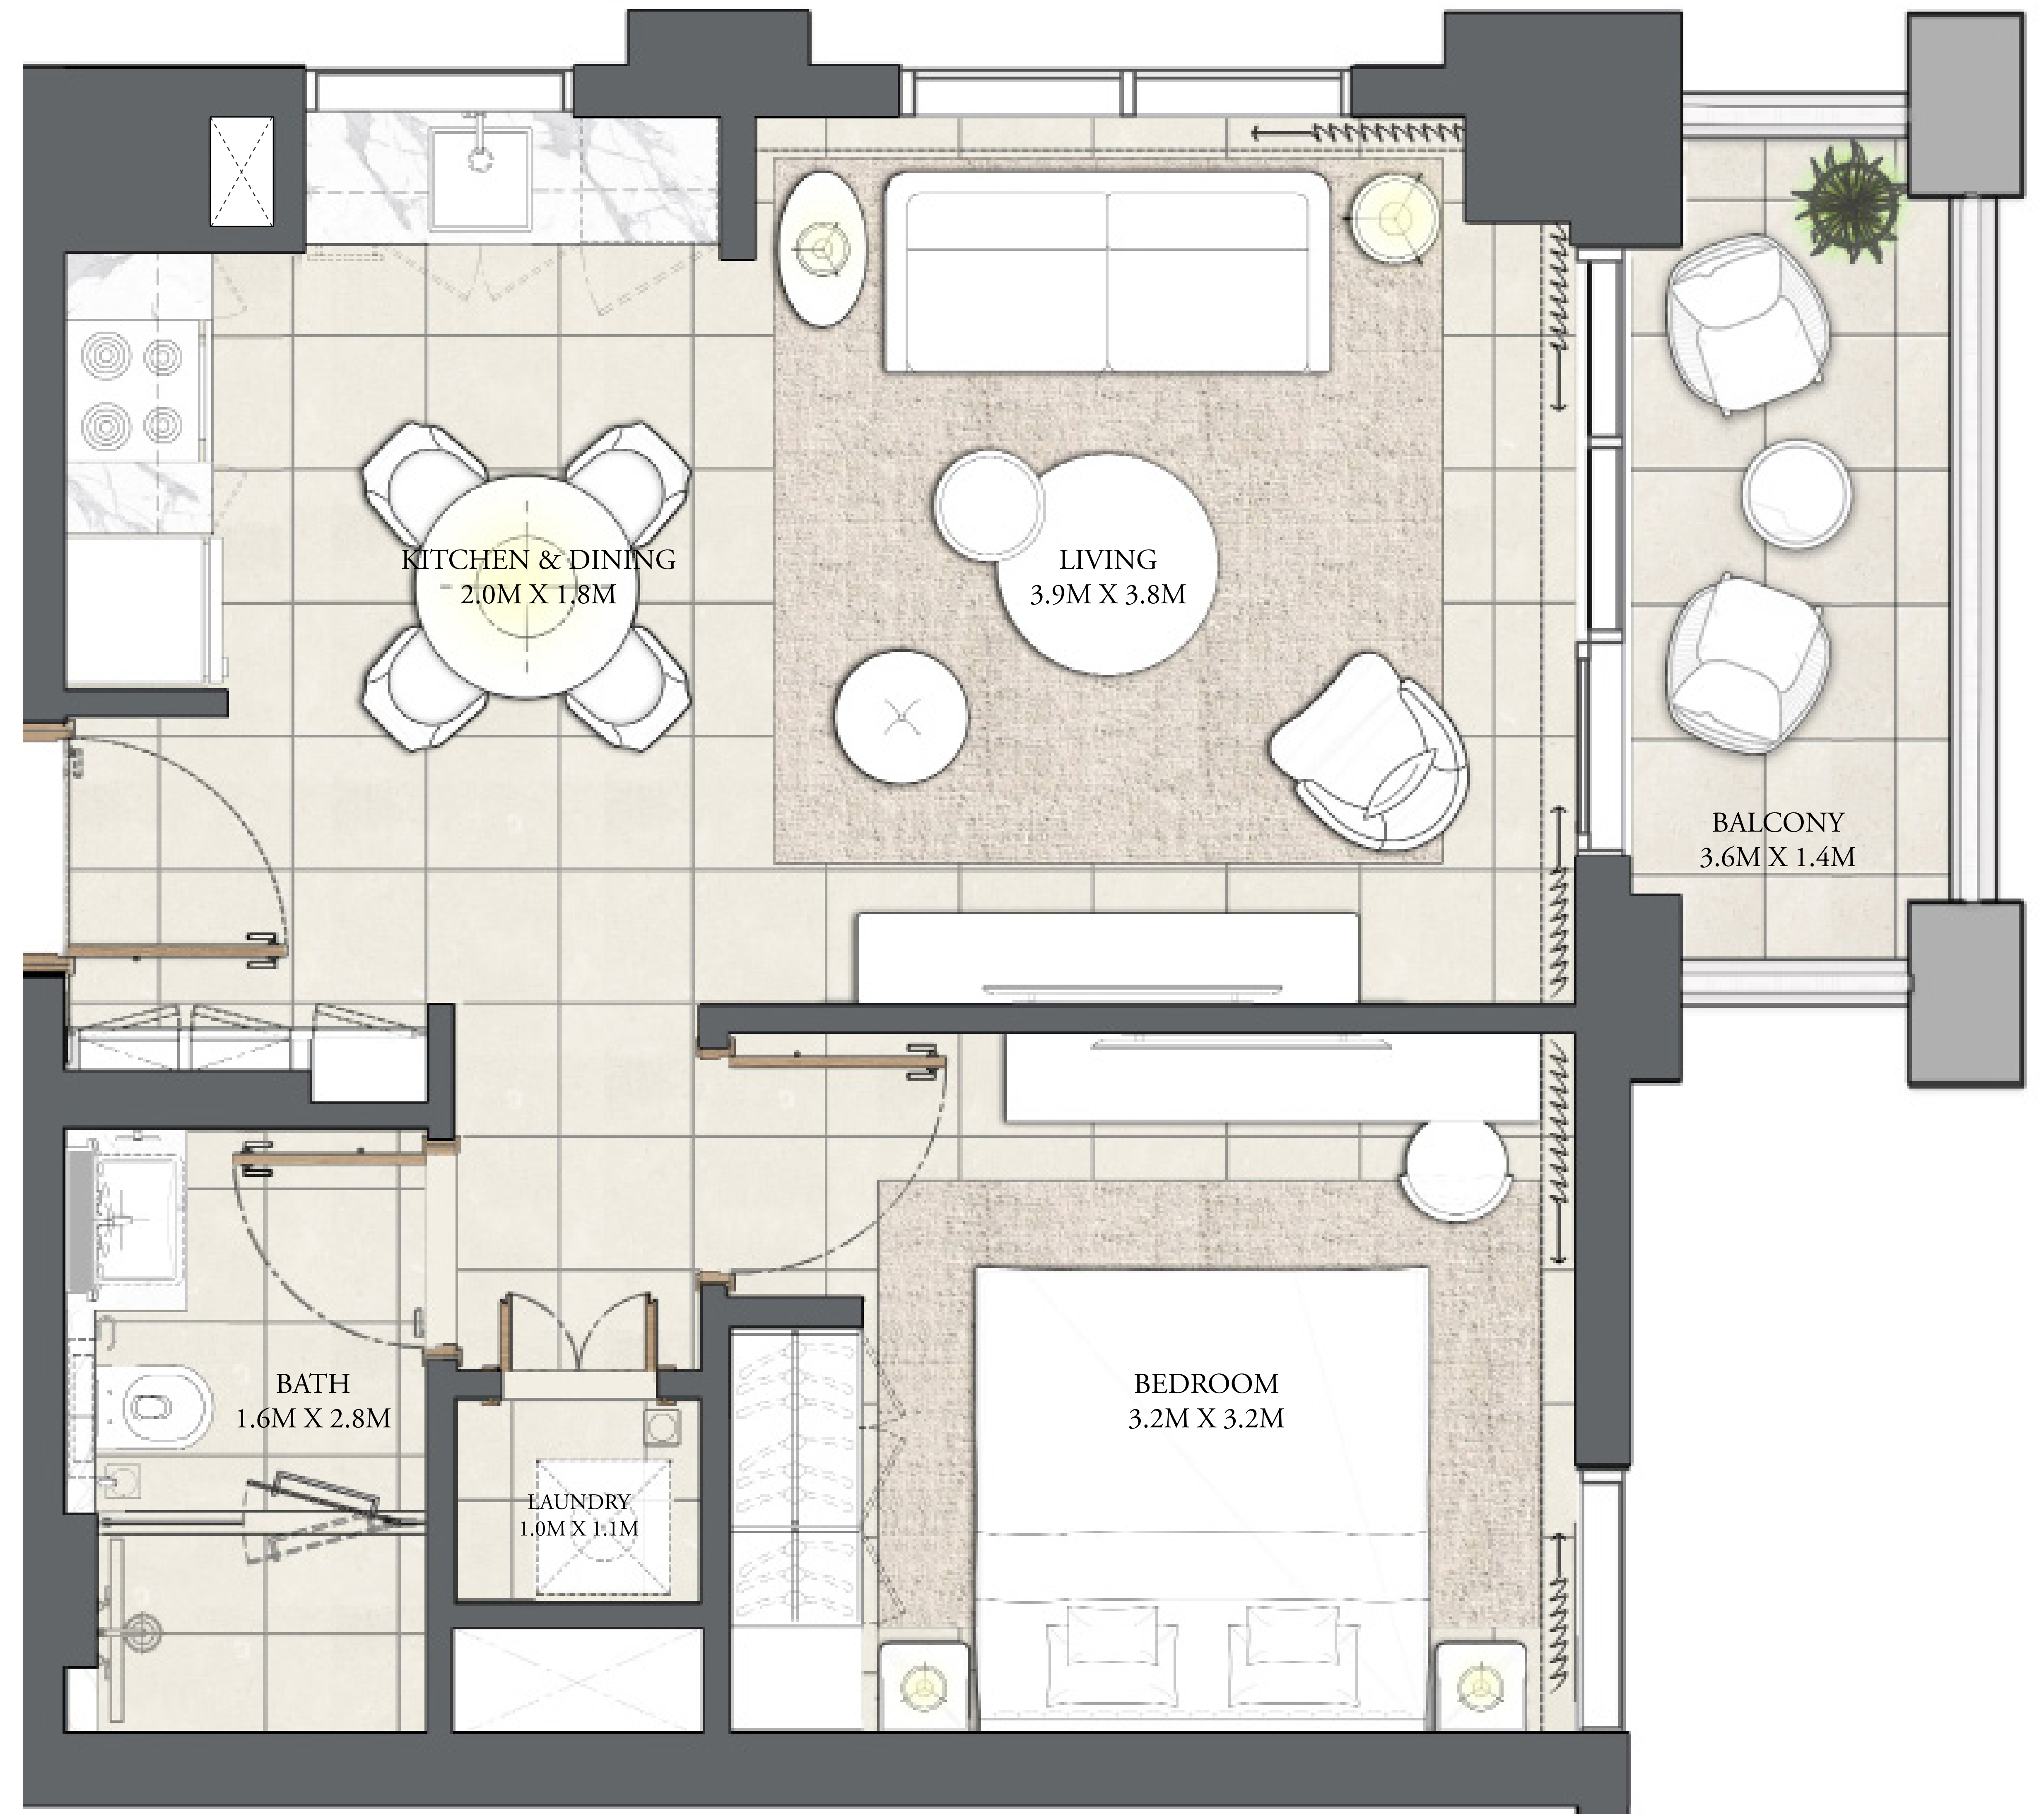 KITCHEN & DINING
2.0M X 1.8M
LIVING
3.9M X 3.8M
BALCONY
3.6M X 1.4M
BATH
1.6M X 2.8M
BEDROOM
3.2M X 3.2M
LAUNDRY
1.0M X 1.1M